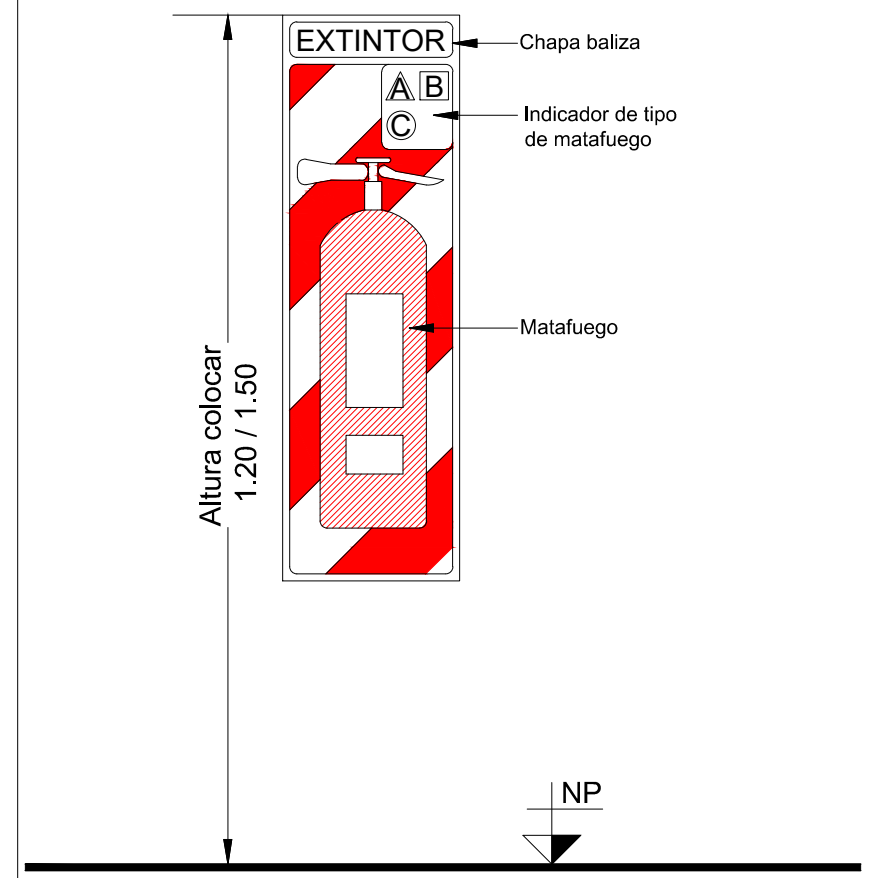 EXTINTOR
Chapa baliza
A B
C
Indicador de tipo
de matafuego
Matafuego
Altura colocar
1.20 / 1.50
NP